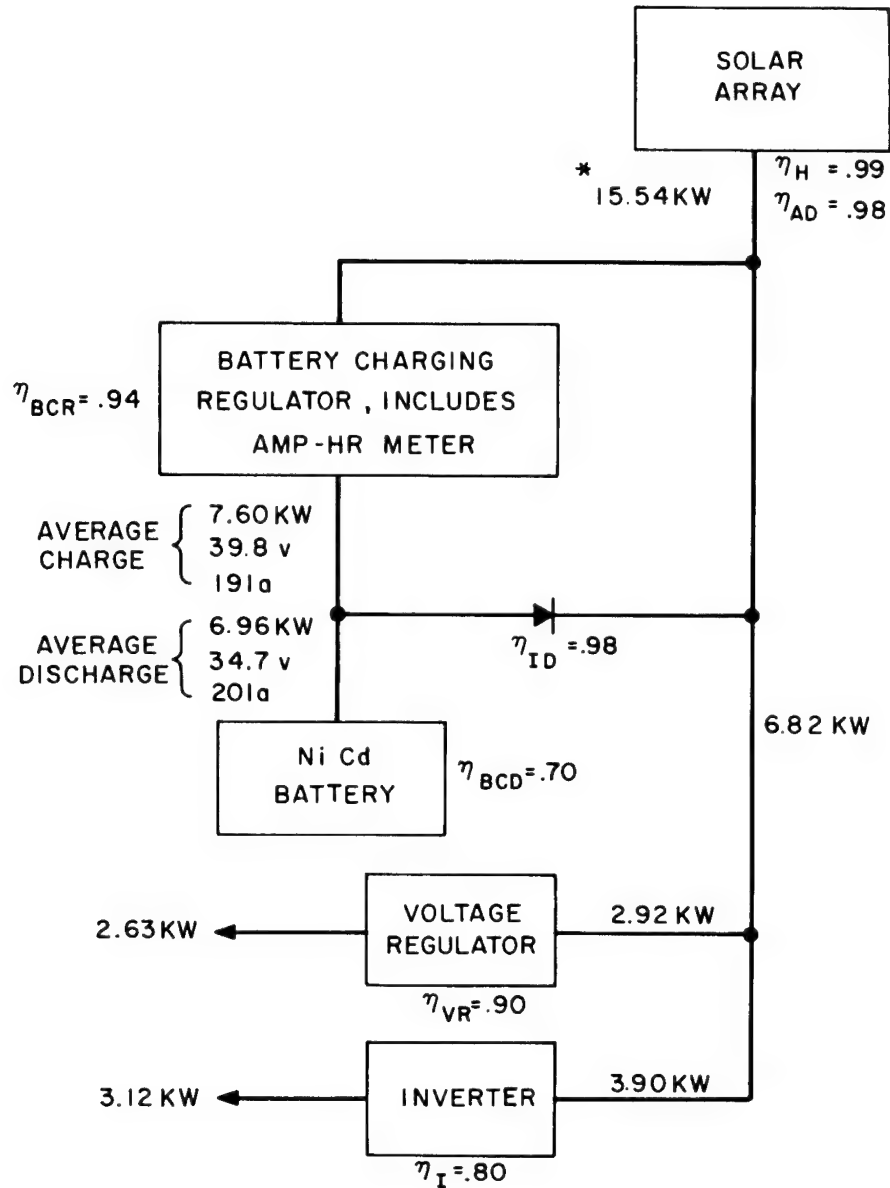 SOLAR
ARRAY
*
15.54 KW
η_H = .99
η_AD = .98
BATTERY CHARGING
REGULATOR, INCLUDES
AMP-HR METER
η_BCR = .94
AVERAGE
CHARGE
7.60 KW
39.8 v
191a
AVERAGE
DISCHARGE
6.96 KW
34.7 v
201a
η_ID = .98
6.82 KW
Ni Cd
BATTERY
η_BCD = .70
VOLTAGE
REGULATOR
2.63 KW
2.92 KW
η_VR = .90
INVERTER
3.12 KW
3.90 KW
η_I = .80